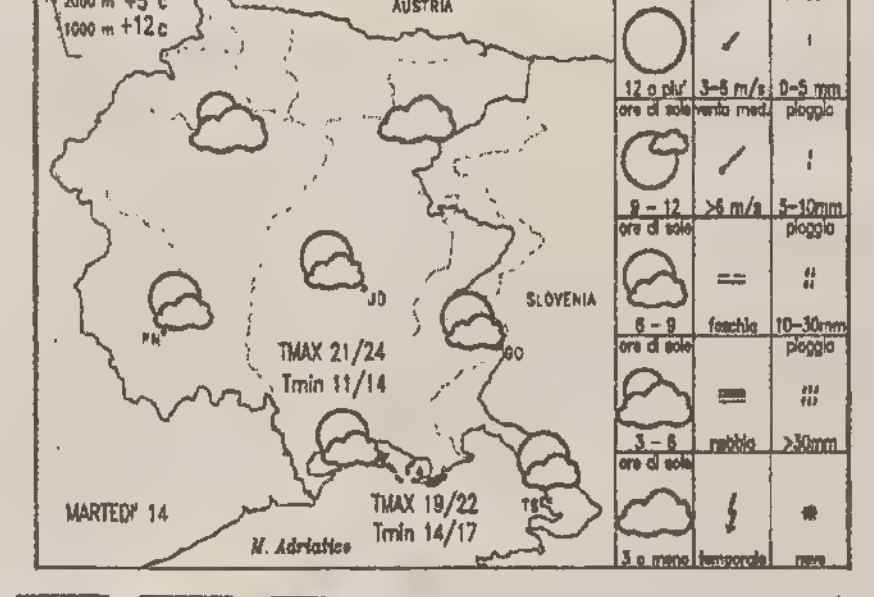 2000 m +5°c
1000 m +12c
AUSTRIA
UD
SLOVENIA
PN
GO
TMAX 21/24
Tmin 11/14
TS
MARTEDI' 14
TMAX 19/22
Tmin 14/17
M. Adriatico
12 o piu'
ore di sole
3-6 m/s
vento med.
0-5 mm
pioggia
9 - 12
ore di sole
>6 m/s
5-10mm
pioggia
6 - 9
ore di sole
foschia
10-30mm
pioggia
3 - 6
ore di sole
nebbia
>30mm
3 o meno
temporale
neve